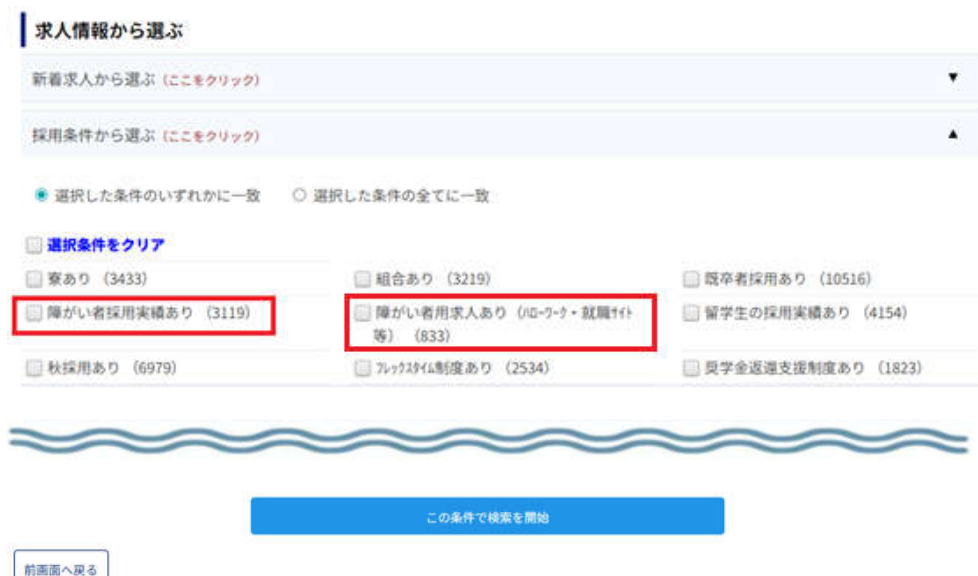 求人情報から選ぶ
新着求人から選ぶ（ここをクリック） ▼
採用条件から選ぶ（ここをクリック） ▲
選択した条件のいずれかに一致 選択した条件の全てに一致
選択条件をクリア
寮あり （3433） 組合あり （3219） 既卒者採用あり （10516）
障がい者採用実績あり （3119） 障がい者用求人あり（ﾊﾛｰﾜｰｸ・就職ｻｲﾄ 留学生の採用実績あり （4154）
等） （833）
秋採用あり （6979） ﾌﾚｯｸｽﾀｲﾑ制度あり （2534） 奨学金返還支援制度あり （1823）
この条件で検索を開始
前画面へ戻る